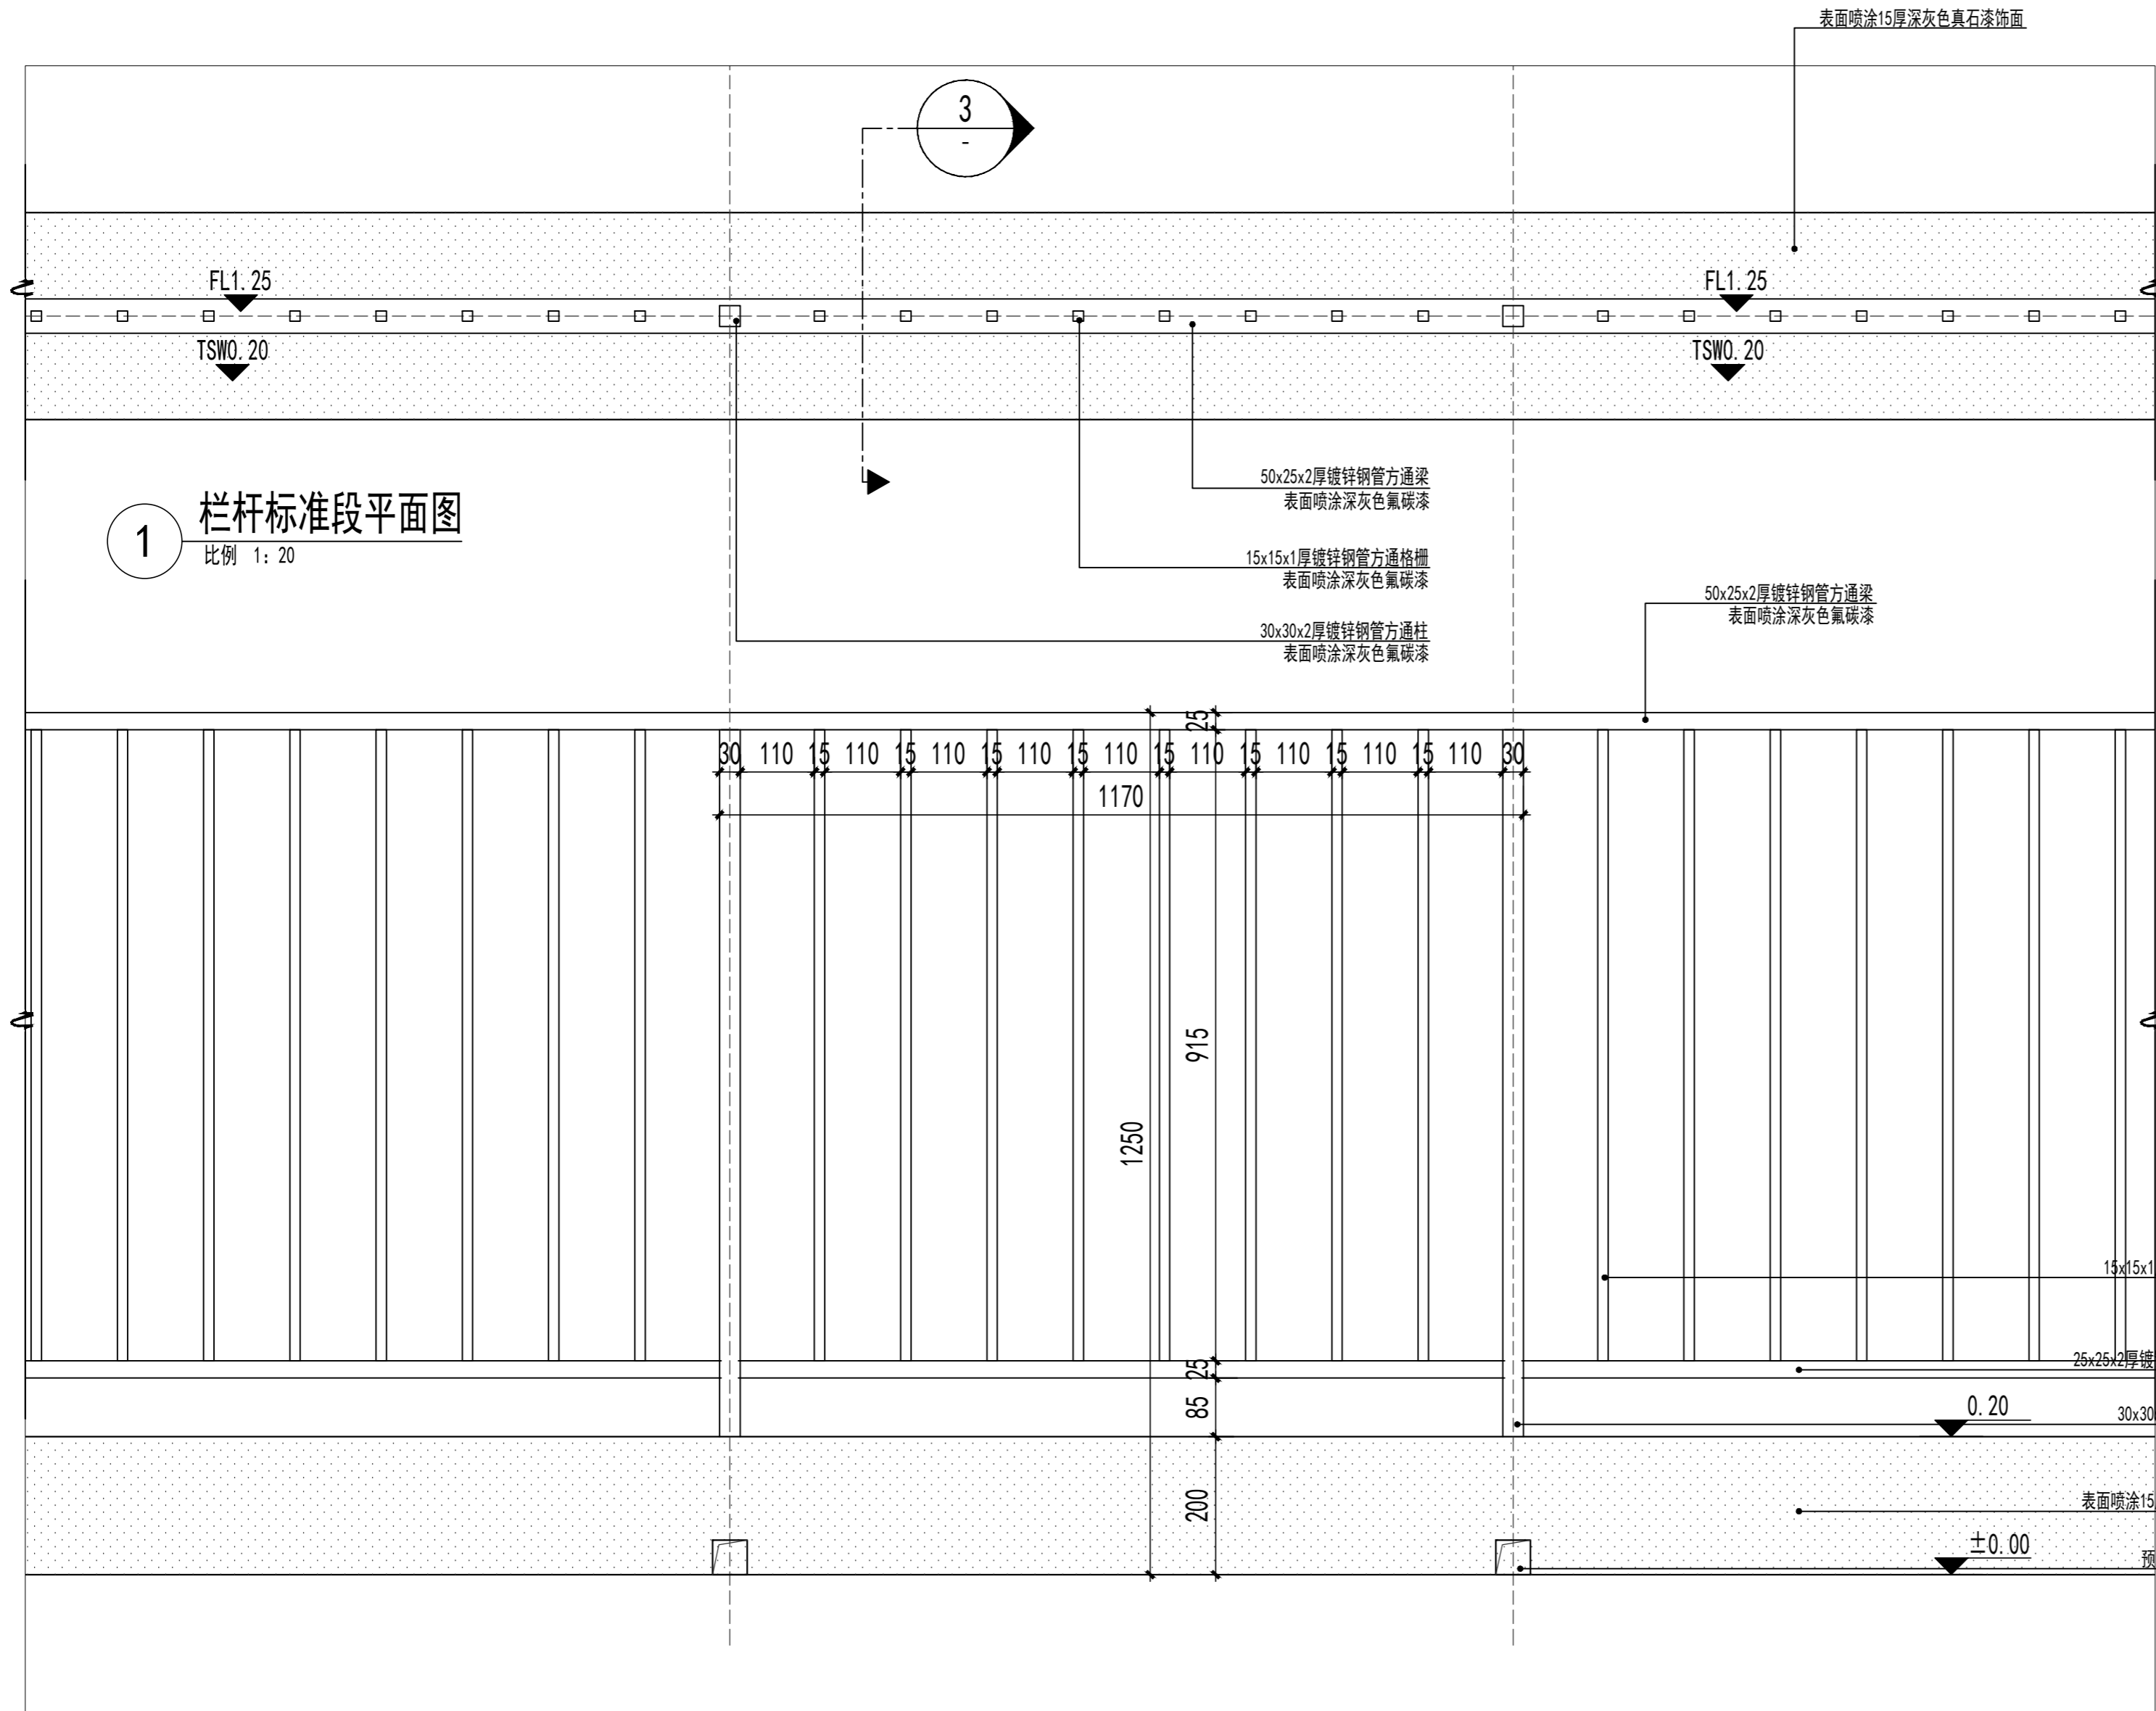 表面喷涂15厚深灰色真石漆饰面
3
-
FL1.25
FL1.25
TSW0.20
TSW0.20
50x25x2厚镀锌钢管方通梁
表面喷涂深灰色氟碳漆
1
栏杆标准段平面图
比例 1:20
15x15x1厚镀锌钢管方通格栅
表面喷涂深灰色氟碳漆
50x25x2厚镀锌钢管方通梁
表面喷涂深灰色氟碳漆
30x30x2厚镀锌钢管方通柱
表面喷涂深灰色氟碳漆
25
30 110 15 110 15 110 15 110 15 110 15 110 15 110 15 110 15 110 30
1170
915
1250
15x15x1
25
25x25x2厚镀
85
0.20
30x30
200
表面喷涂15
±0.00
预